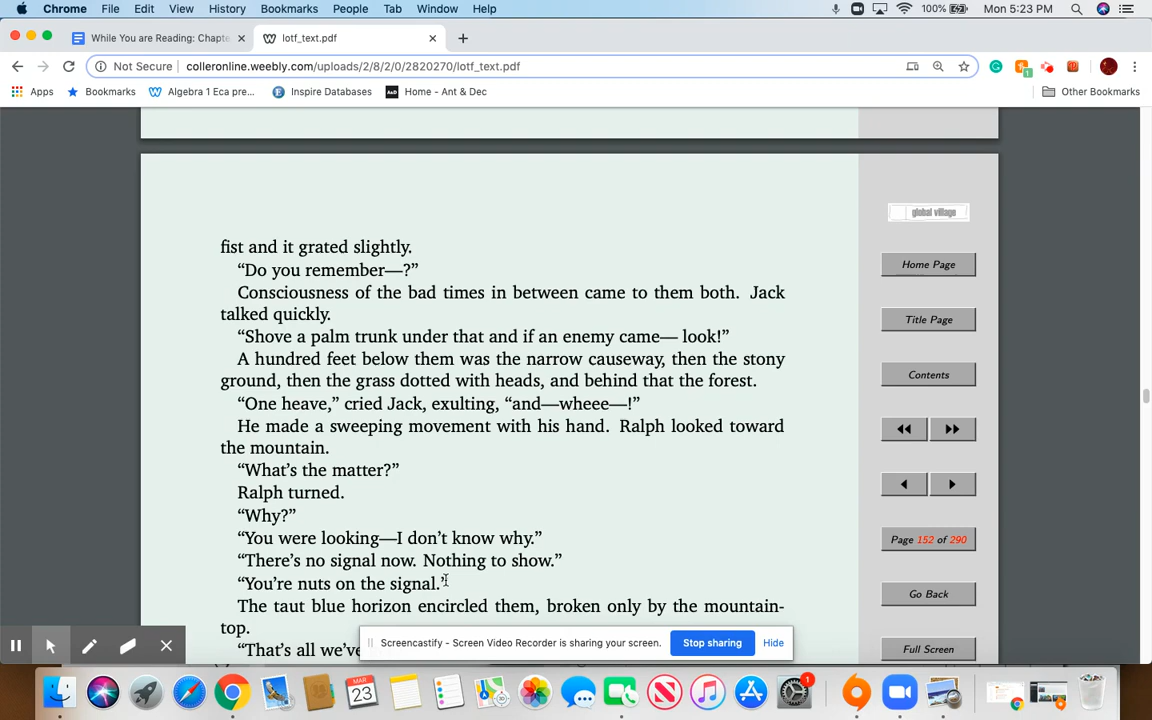 Chrome File Edit View History Bookmarks People Tab Window Help 100% Mon 5:23 PM
While You are Reading: Chapte lotf_text.pdf
Not Secure colleronline.weebly.com/uploads/2/8/2/0/2820270/lotf_text.pdf 1
Apps Bookmarks Algebra 1 Eca pre... Inspire Databases Home - Ant & Dec Other Bookmarks
global village
fist and it grated slightly.
“Do you remember—?”
Home Page
Consciousness of the bad times in between came to them both. Jack
talked quickly.
Title Page
“Shove a palm trunk under that and if an enemy came— look!”
A hundred feet below them was the narrow causeway, then the stony
ground, then the grass dotted with heads, and behind that the forest.
Contents
“One heave,” cried Jack, exulting, “and—wheee—!”
He made a sweeping movement with his hand. Ralph looked toward
the mountain.
“What’s the matter?”
Ralph turned.
“Why?”
“You were looking—I don’t know why.”
Page 152 of 290
“There’s no signal now. Nothing to show.”
“You’re nuts on the signal.”
Go Back
The taut blue horizon encircled them, broken only by the mountain-
top.
“That’s all we’ve
Screencastify - Screen Video Recorder is sharing your screen. Stop sharing Hide
Full Screen
MAR
23
1